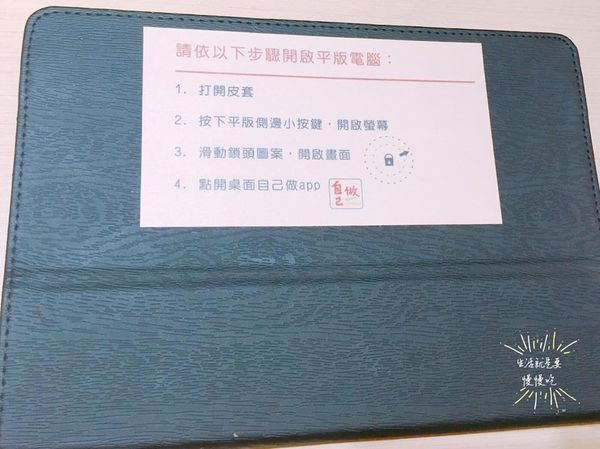 請依以下步驟開啟平版電腦：
1. 打開皮套
2. 按下平版側邊小按鍵，開啟螢幕
3. 滑動鎖頭圖案，開啟畫面
4. 點開桌面自己做app
自己做
生活就是要
慢慢吃